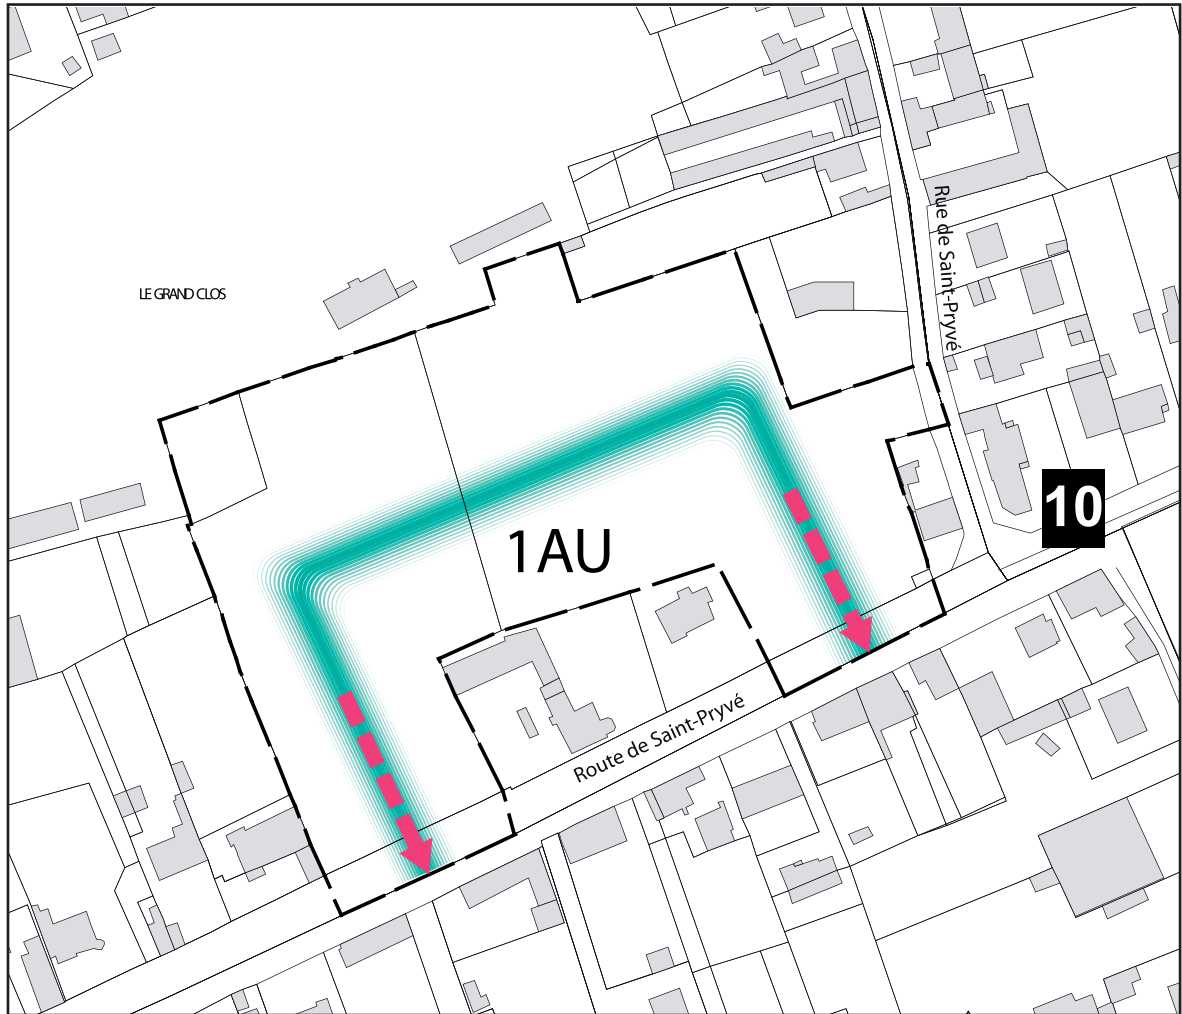 Rue de Saint-Pryvé
LE GRAND CLOS
10
1AU
Route de Saint-Pryvé